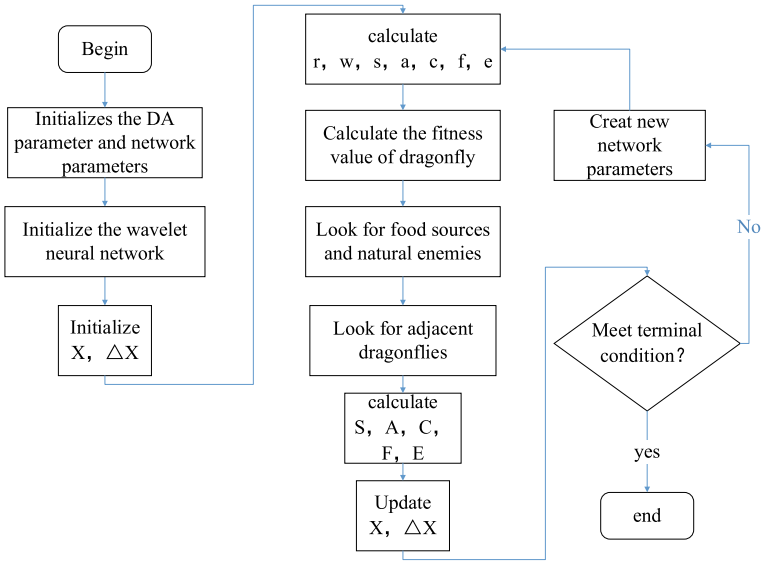 Begin
Initializes the DA
parameter and network
parameters
Initialize the wavelet
neural network
Initialize
X, △X
calculate
r, w, s, a, c, f, e
Calculate the fitness
value of dragonfly
Look for food sources
and natural enemies
Look for adjacent
dragonflies
calculate
S, A, C,
F, E
Update
X, △X
Creat new
network
parameters
No
Meet terminal
condition？
yes
end